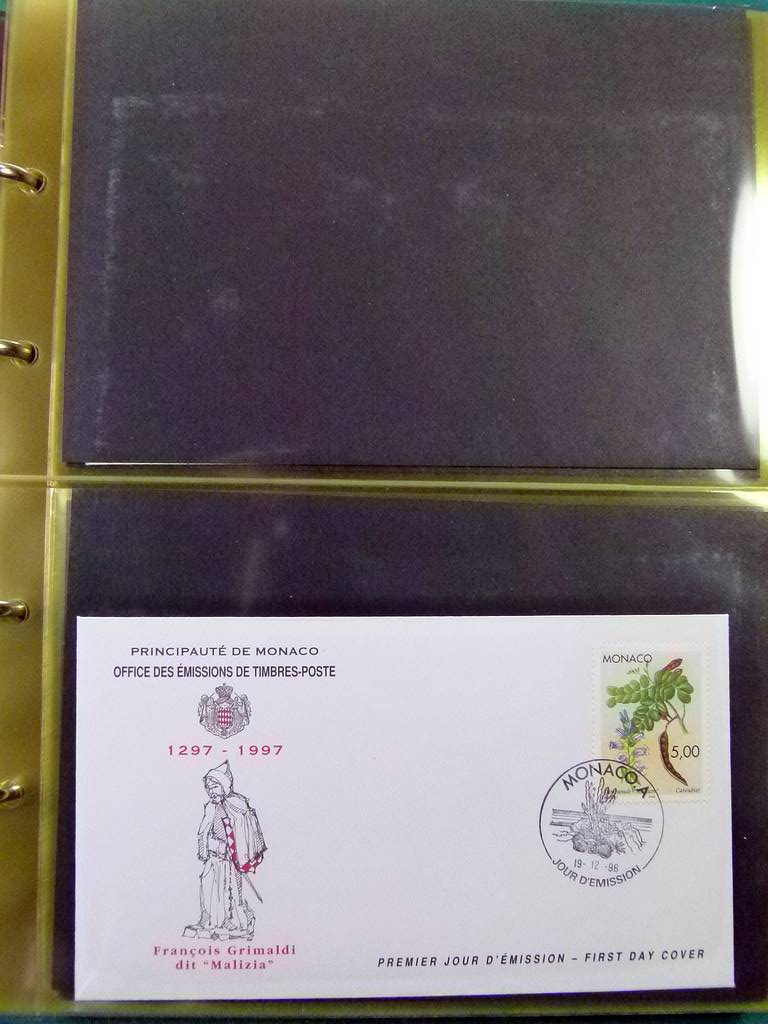 PRINCIPAUTÉ DE MONACO
OFFICE DES ÉMISSIONS DE TIMBRES-POSTE
1297 - 1997
François Grimaldi
dit "Malizia"
MONACO
5,00
Caroubier
MONACO A
19-12-96
JOUR D'EMISSION
PREMIER JOUR D'ÉMISSION – FIRST DAY COVER